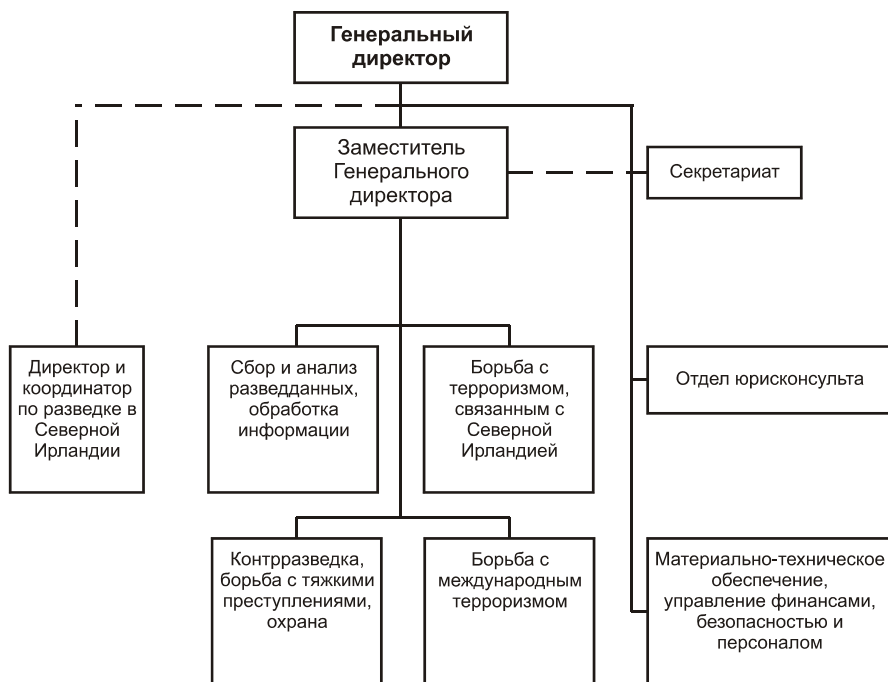 Генеральный
директор
Заместитель
Генерального
директора
Секретариат
Директор и
координатор
по разведке в
Северной
Ирландии
Сбор и анализ
разведданных,
обработка
информации
Борьба с
терроризмом,
связанным с
Северной
Ирландией
Отдел юрисконсульта
Контрразведка,
борьба с тяжкими
преступлениями,
охрана
Борьба с
международным
терроризмом
Материально-техническое
обеспечение,
управление финансами,
безопасностью и
персоналом